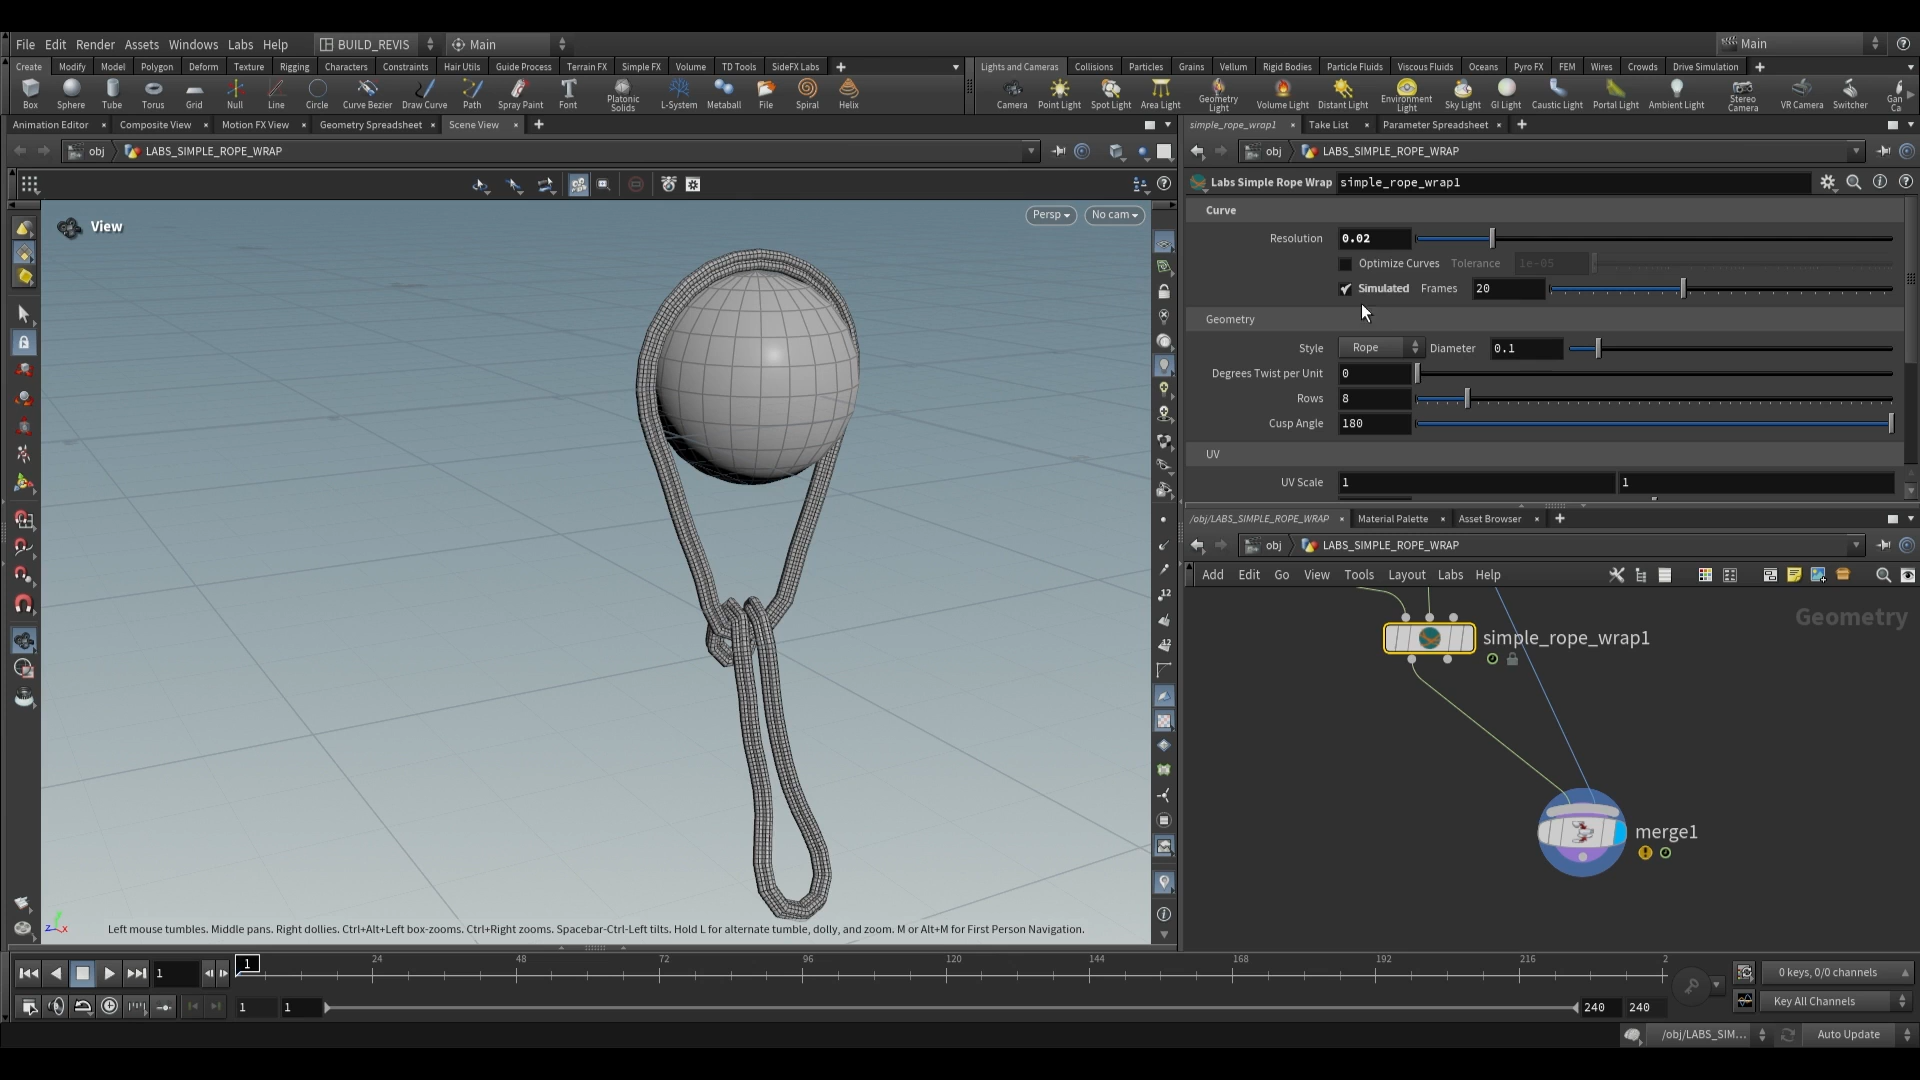 File Edit Render Assets Windows Labs Help BUILD_REVIS Main Main
Create Modify Model Polygon Deform Texture Rigging Characters Constraints Hair Utils Guide Process Terrain FX Simple FX Volume TD Tools SideFX Labs
Lights and Cameras Collisions Particles Grains Vellum Rigid Bodies Particle Fluids Viscous Fluids Oceans Pyro FX FEM Wires Crowds Drive Simulation
Box Sphere Tube Torus Grid Null Line Circle Curve Bezier Draw Curve Path Spray Paint Font Platonic Solids L-System Metaball File Spiral Helix
Camera Point Light Spot Light Area Light Geometry Light Volume Light Distant Light Environment Light Sky Light GI Light Caustic Light Portal Light Ambient Light Stereo Camera VR Camera Switcher Gan Ca
Animation Editor Composite View Motion FX View Geometry Spreadsheet Scene View
simple_rope_wrap1 Take List Parameter Spreadsheet
obj LABS_SIMPLE_ROPE_WRAP
obj LABS_SIMPLE_ROPE_WRAP
Labs Simple Rope Wrap simple_rope_wrap1
View
Persp No cam
Curve
Resolution 0.02
Optimize Curves Tolerance 1e-05
Simulated Frames 20
Geometry
Style Rope Diameter 0.1
Degrees Twist per Unit 0
Rows 8
Cusp Angle 180
UV
UV Scale 1 1
/obj/LABS_SIMPLE_ROPE_WRAP Material Palette Asset Browser
obj LABS_SIMPLE_ROPE_WRAP
Add Edit Go View Tools Layout Labs Help
Geometry
simple_rope_wrap1
merge1
12
12
z y x
Left mouse tumbles. Middle pans. Right dollies. Ctrl+Alt+Left box-zooms. Ctrl+Right zooms. Spacebar-Ctrl-Left tilts. Hold L for alternate tumble, dolly, and zoom. M or Alt+M for First Person Navigation.
1 1 24 48 72 96 120 144 168 192 216 2
0 keys, 0/0 channels
1 1 240 240
Key All Channels
/obj/LABS_SIM... Auto Update